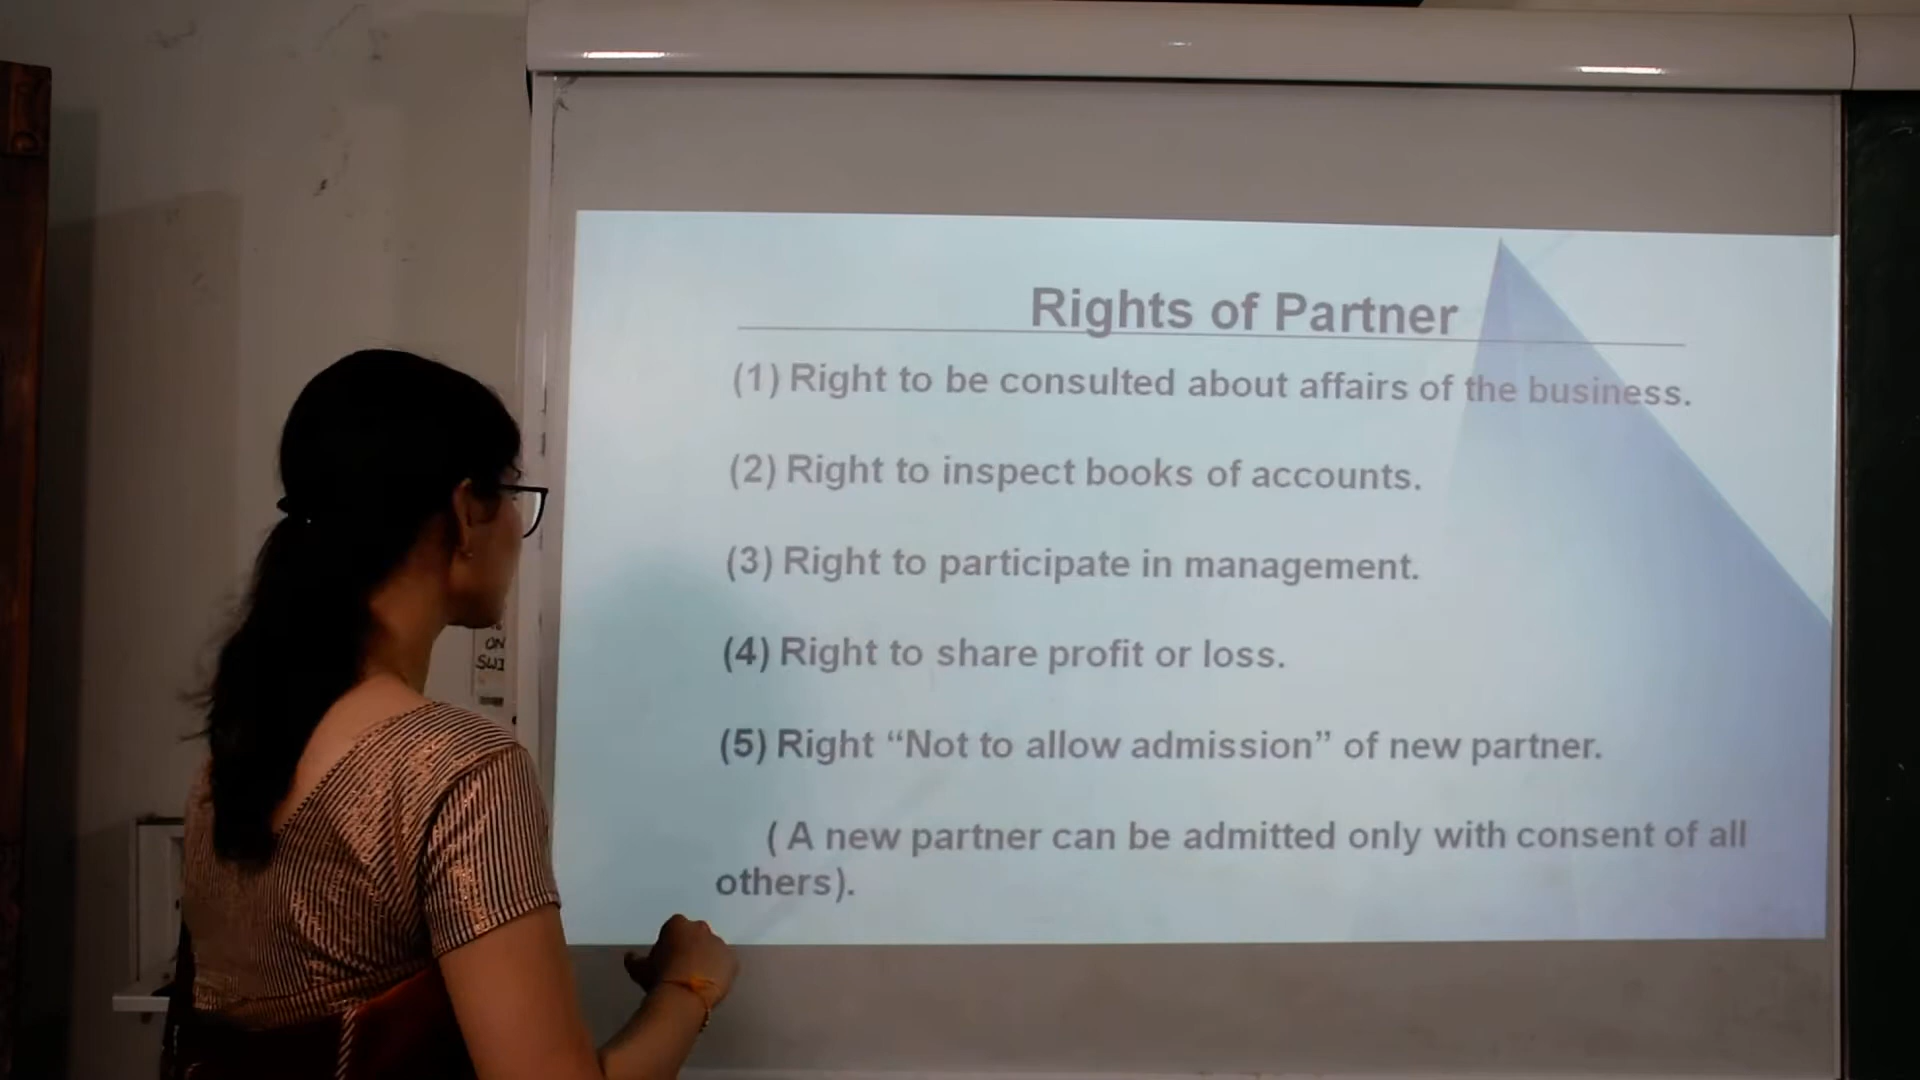 Rights of Partner
(1) Right to be consulted about affairs of the business.
(2) Right to inspect books of accounts.
(3) Right to participate in management.
(4) Right to share profit or loss.
(5) Right “Not to allow admission” of new partner.
( A new partner can be admitted only with consent of all
others).
ON